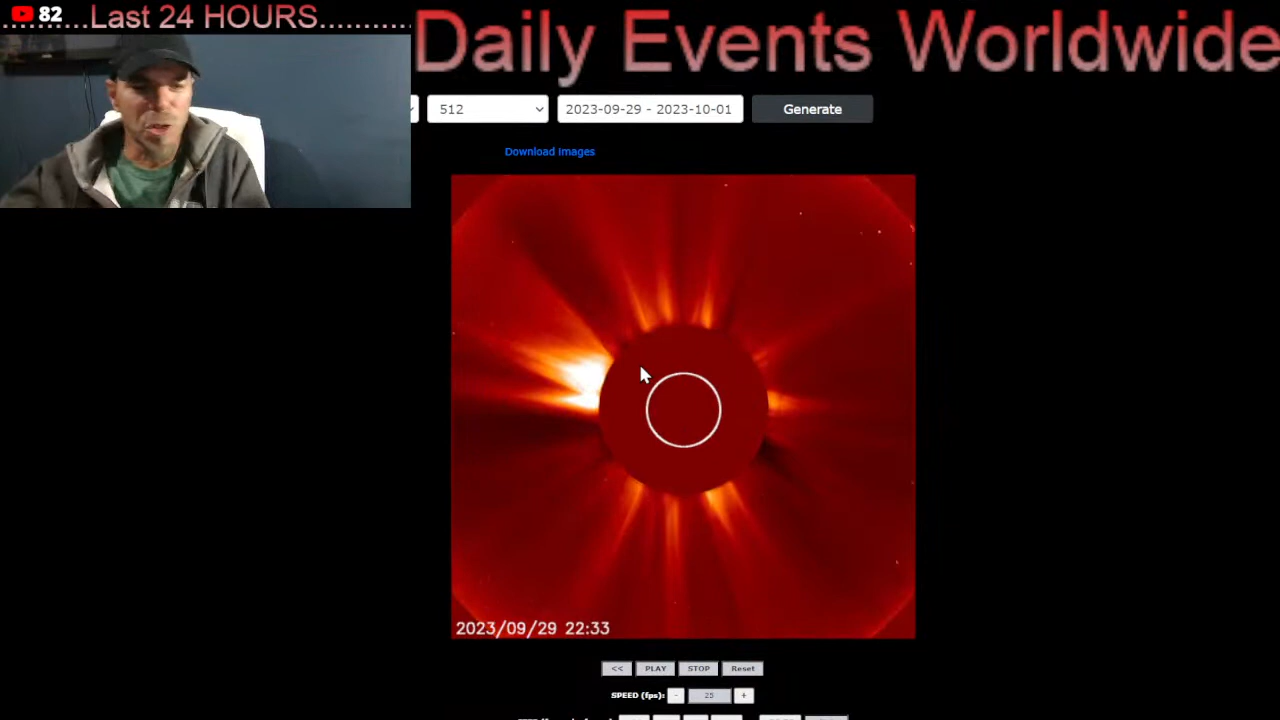 82
..........Last 24 HOURS...........
Daily Events Worldwide
512
2023-09-29 - 2023-10-01
Generate
Download Images
2023/09/29 22:33
<<
PLAY
STOP
Reset
SPEED (fps):
-
25
+